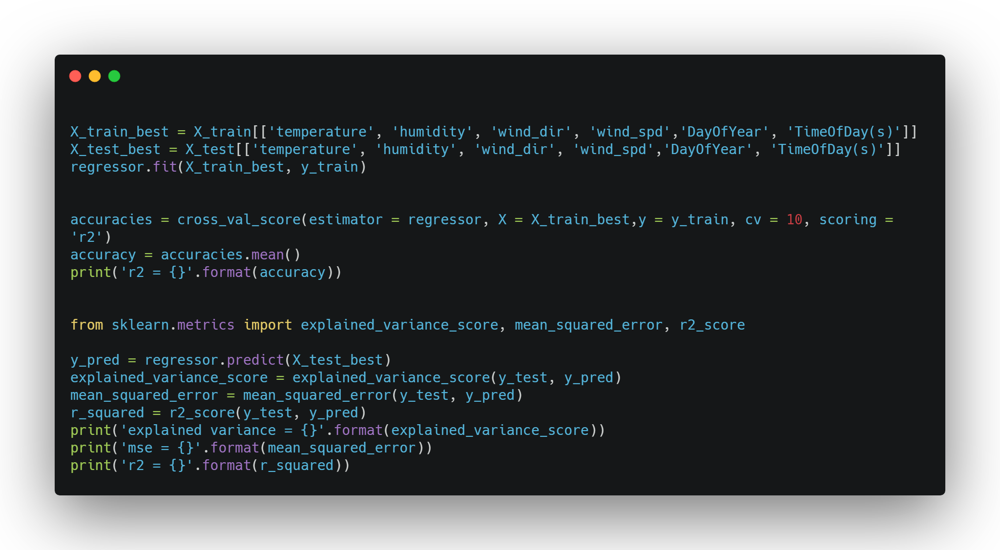 X_train_best = X_train[['temperature', 'humidity', 'wind_dir', 'wind_spd','DayOfYear', 'TimeOfDay(s)']]
X_test_best = X_test[['temperature', 'humidity', 'wind_dir', 'wind_spd','DayOfYear', 'TimeOfDay(s)']]
regressor.fit(X_train_best, y_train)
accuracies = cross_val_score(estimator = regressor, X = X_train_best,y = y_train, cv = 10, scoring =
'r2')
accuracy = accuracies.mean()
print('r2 = {}'.format(accuracy))
from sklearn.metrics import explained_variance_score, mean_squared_error, r2_score
y_pred = regressor.predict(X_test_best)
explained_variance_score = explained_variance_score(y_test, y_pred)
mean_squared_error = mean_squared_error(y_test, y_pred)
r_squared = r2_score(y_test, y_pred)
print('explained variance = {}'.format(explained_variance_score))
print('mse = {}'.format(mean_squared_error))
print('r2 = {}'.format(r_squared))